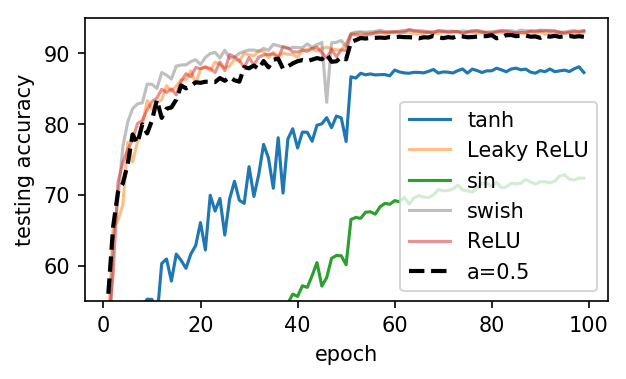 testing accuracy
90
80
70
60
tanh
Leaky ReLU
sin
swish
ReLU
a=0.5
0 20 40 60 80 100
epoch